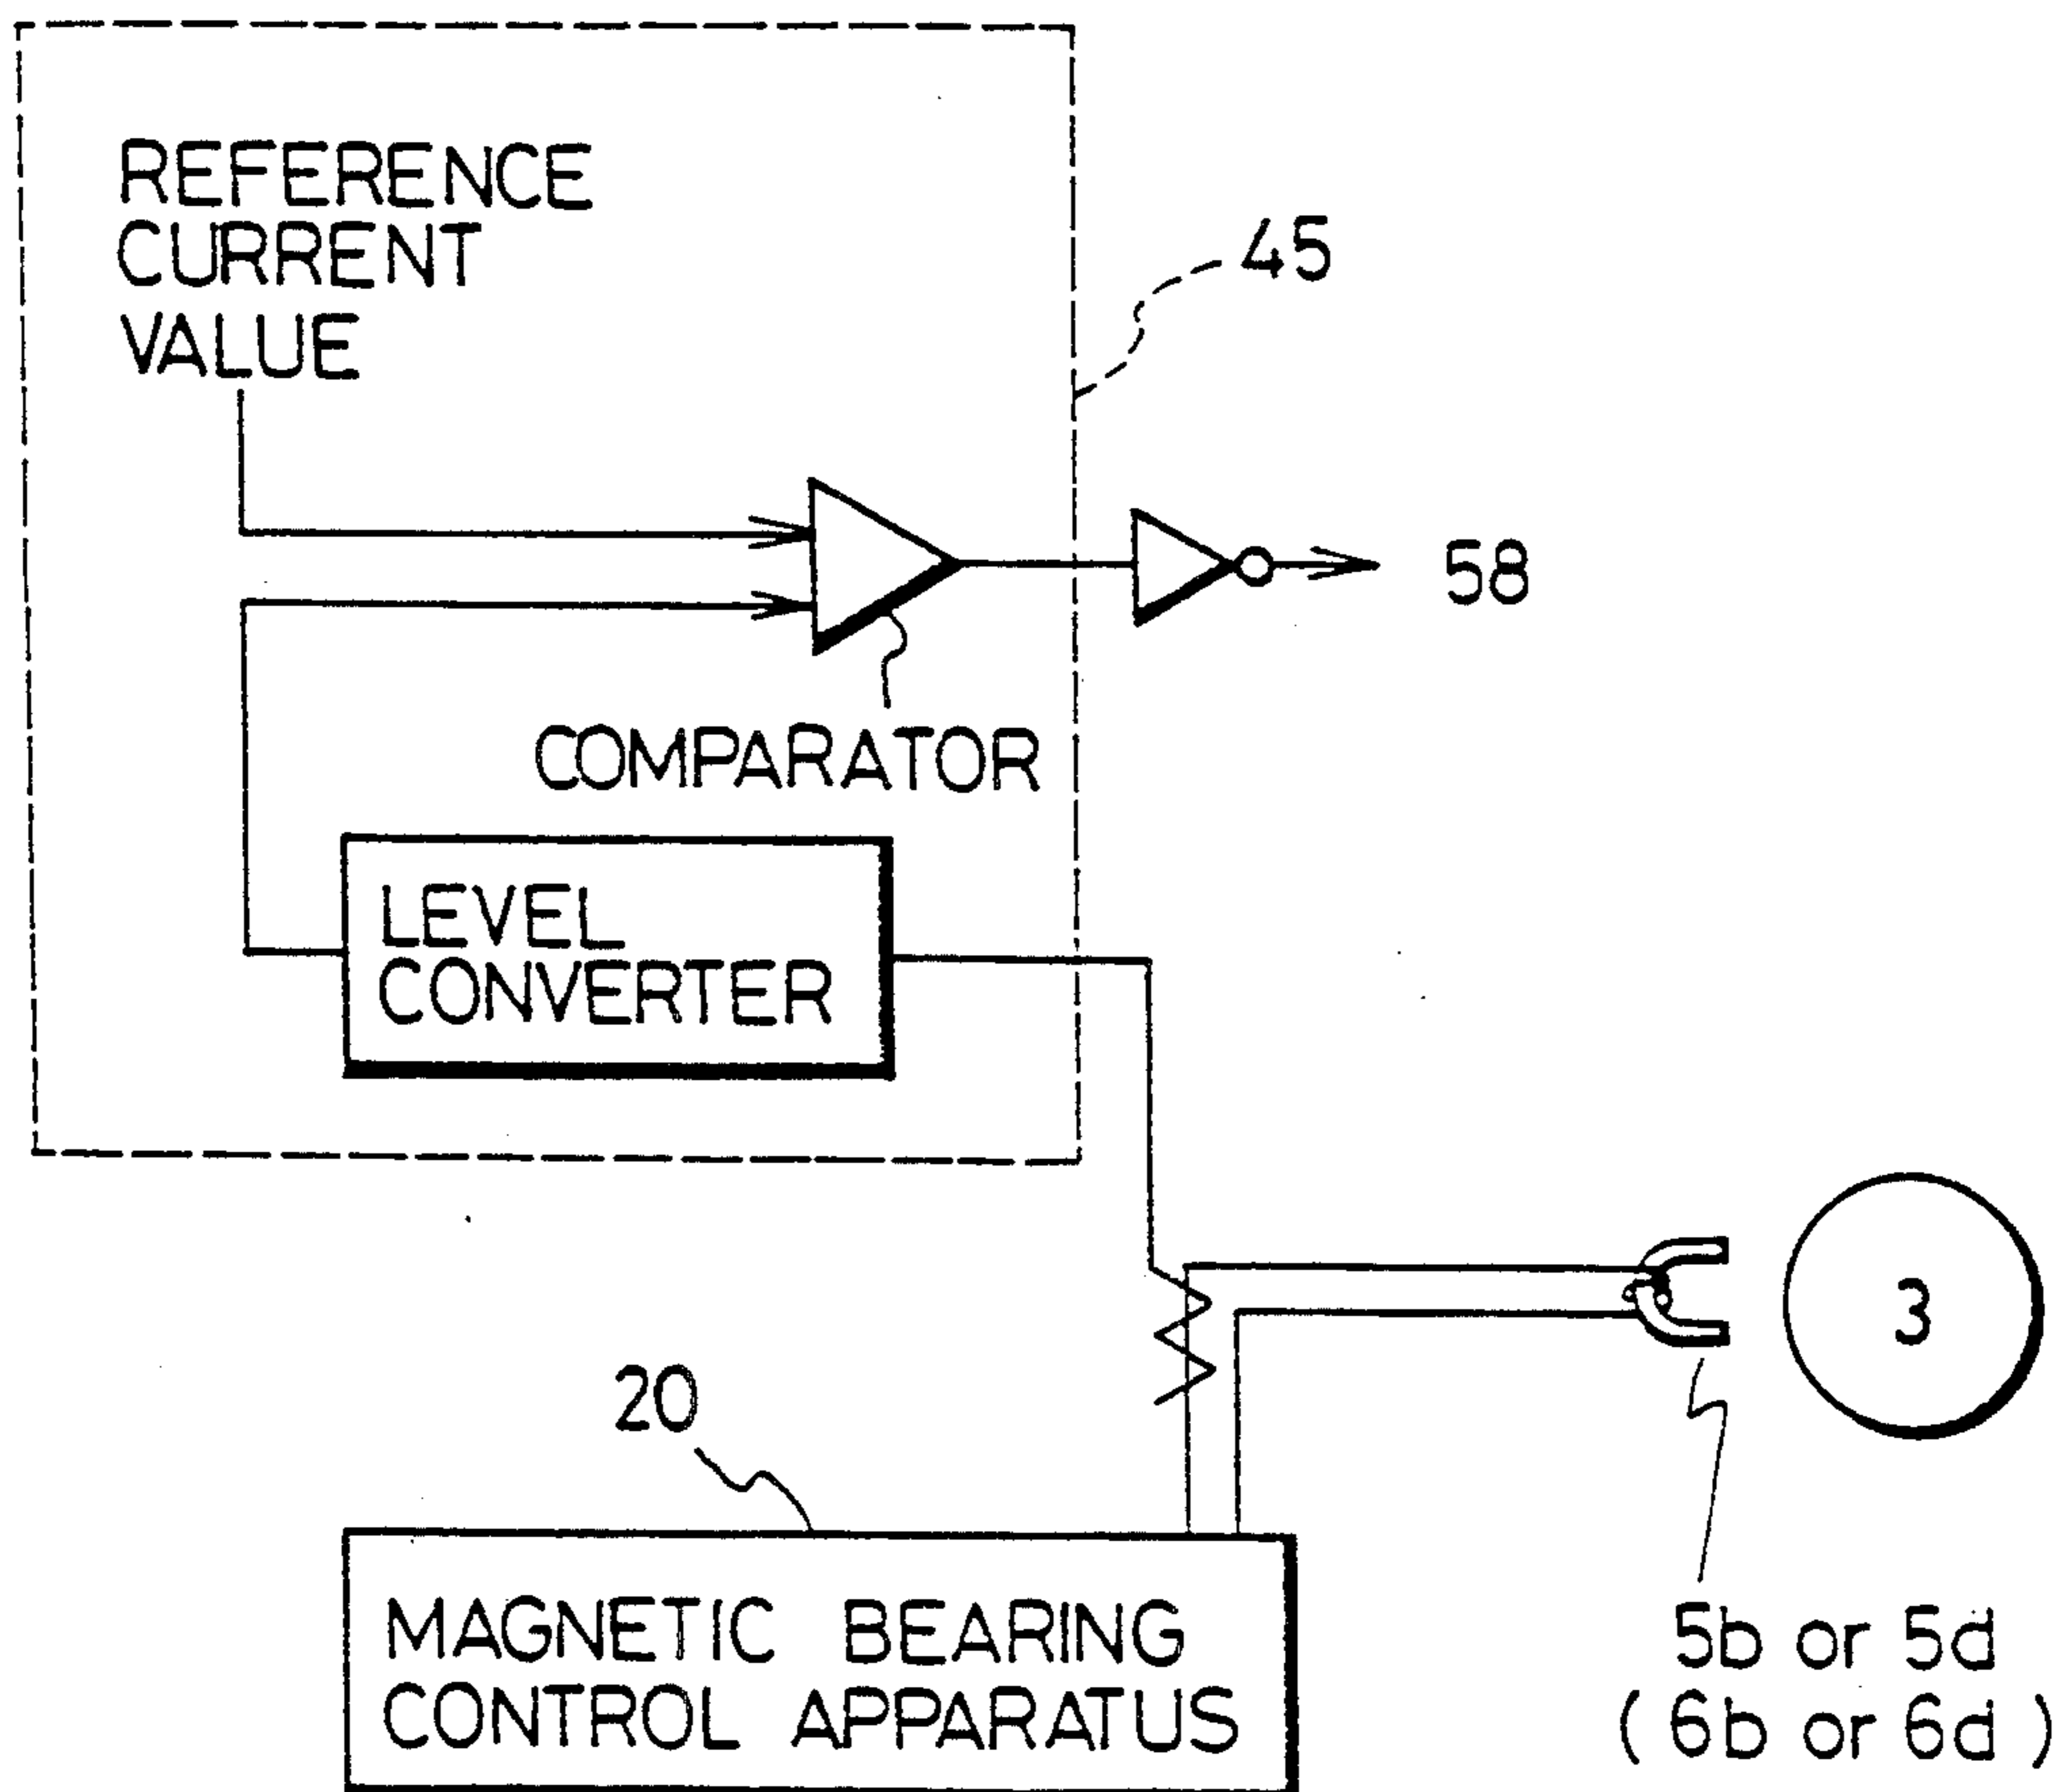 REFERENCE
CURRENT
VALUE
45
58
COMPARATOR
LEVEL
CONVERTER
3
20
MAGNETIC BEARING
CONTROL APPARATUS
5b or 5d
( 6b or 6d )